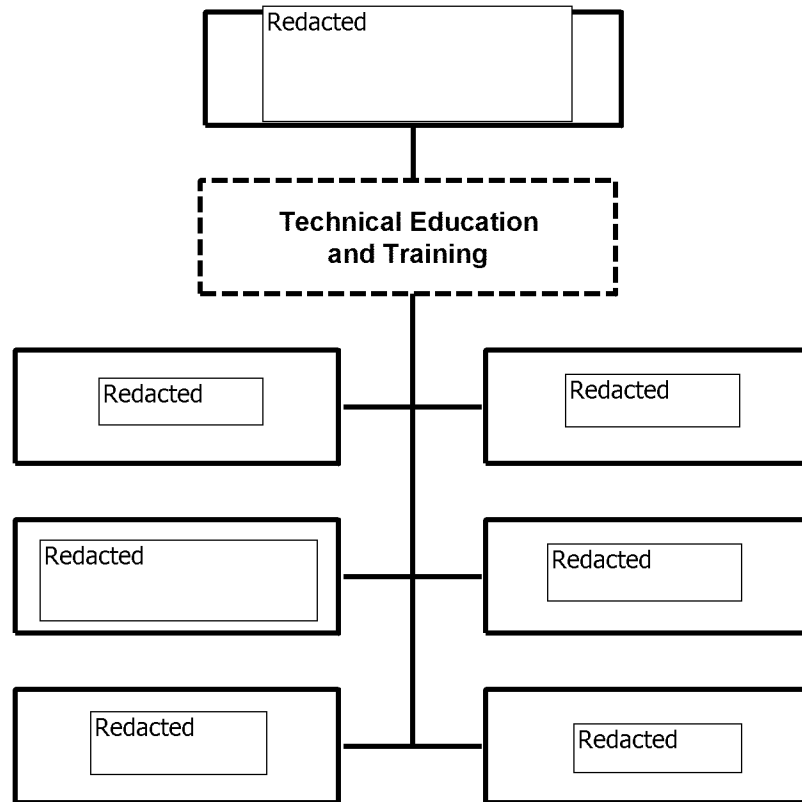 Redacted
Technical Education
and Training
Redacted
Redacted
Redacted
Redacted
Redacted
Redacted